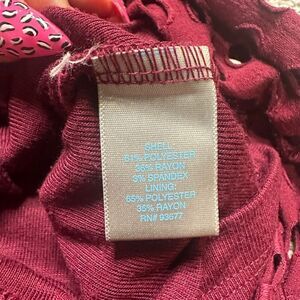 SHELL:
61% POLYESTER
36% RAYON
3% SPANDEX
LINING:
65% POLYESTER
35% RAYON
RN# 93677